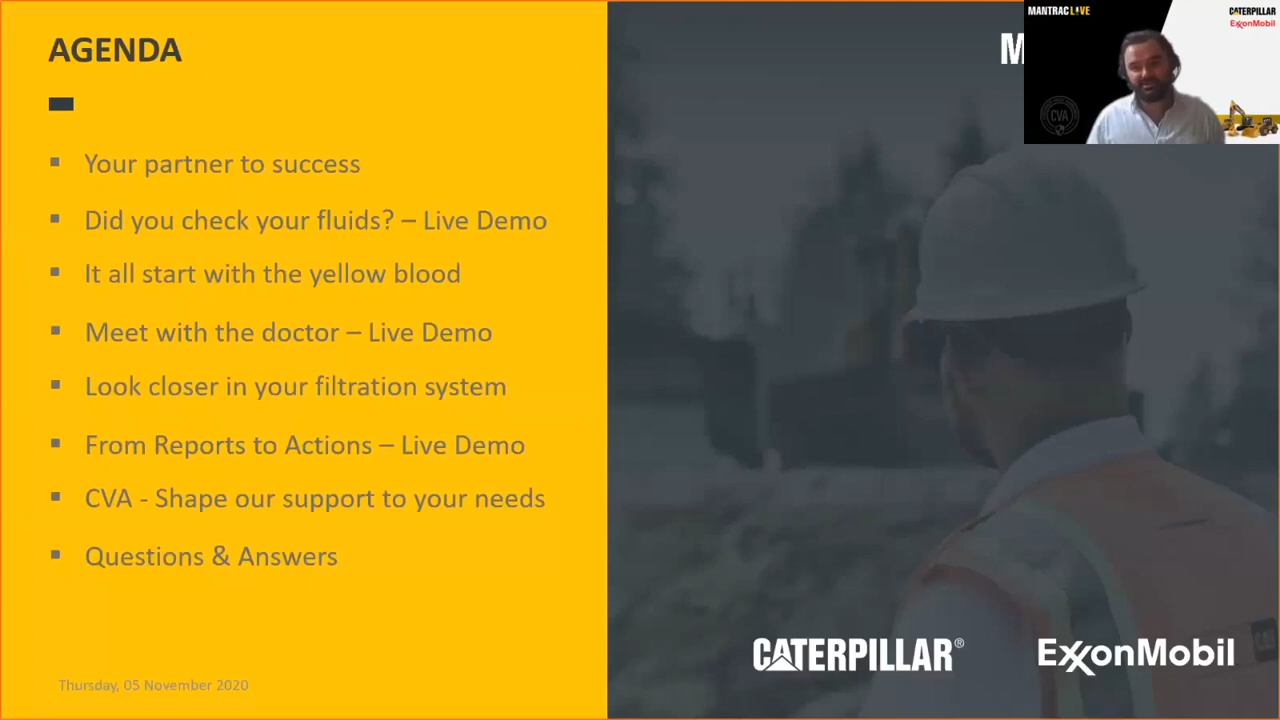 AGENDA
Your partner to success
Did you check your fluids? – Live Demo
It all start with the yellow blood
Meet with the doctor – Live Demo
Look closer in your filtration system
From Reports to Actions – Live Demo
CVA - Shape our support to your needs
Questions & Answers
Thursday, 05 November 2020
M
MANTRAC LIVE
CATERPILLAR
ExxonMobil
CVA
CATERPILLAR®
ExxonMobil